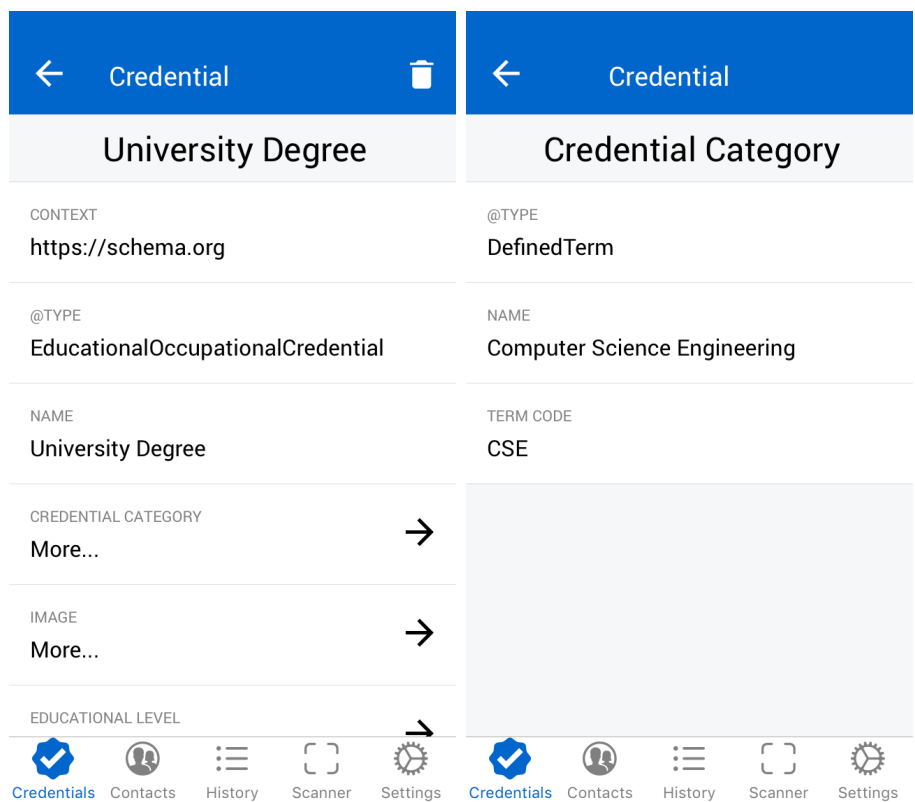 Credential
University Degree
CONTEXT
https://schema.org
@TYPE
EducationalOccupationalCredential
NAME
University Degree
CREDENTIAL CATEGORY
More...
IMAGE
More...
EDUCATIONAL LEVEL
Credentials Contacts History Scanner Settings
Credential
Credential Category
@TYPE
DefinedTerm
NAME
Computer Science Engineering
TERM CODE
CSE
Credentials Contacts History Scanner Settings